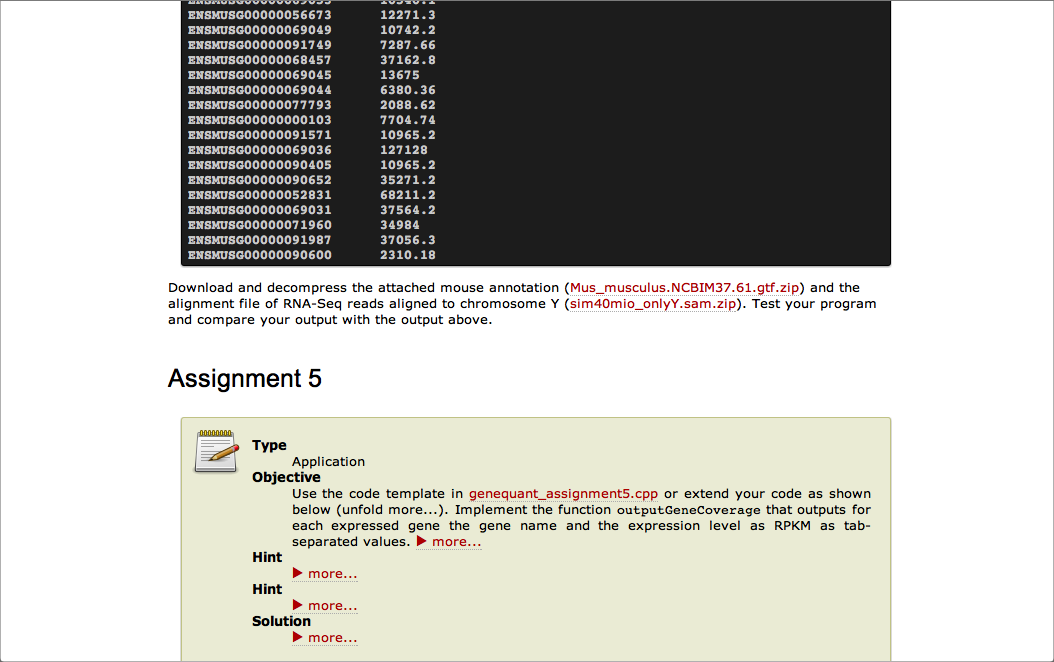 ENSMUSG00000056673 12271.3
ENSMUSG00000069049 10742.2
ENSMUSG00000091749 7287.66
ENSMUSG00000068457 37162.8
ENSMUSG00000069045 13675
ENSMUSG00000069044 6380.36
ENSMUSG00000077793 2088.62
ENSMUSG00000000103 7704.74
ENSMUSG00000091571 10965.2
ENSMUSG00000069036 127128
ENSMUSG00000090405 10965.2
ENSMUSG00000090652 35271.2
ENSMUSG00000052831 68211.2
ENSMUSG00000069031 37564.2
ENSMUSG00000071960 34984
ENSMUSG00000091987 37056.3
ENSMUSG00000090600 2310.18
Download and decompress the attached mouse annotation (Mus_musculus.NCBIM37.61.gtf.zip) and the
alignment file of RNA-Seq reads aligned to chromosome Y (sim40mio_onlyY.sam.zip). Test your program
and compare your output with the output above.
Assignment 5
Type
Application
Objective
Use the code template in genequant_assignment5.cpp or extend your code as shown
below (unfold more...). Implement the function outputGeneCoverage that outputs for
each expressed gene the gene name and the expression level as RPKM as tab-
separated values. ▶ more...
Hint
▶ more...
Hint
▶ more...
Solution
▶ more...